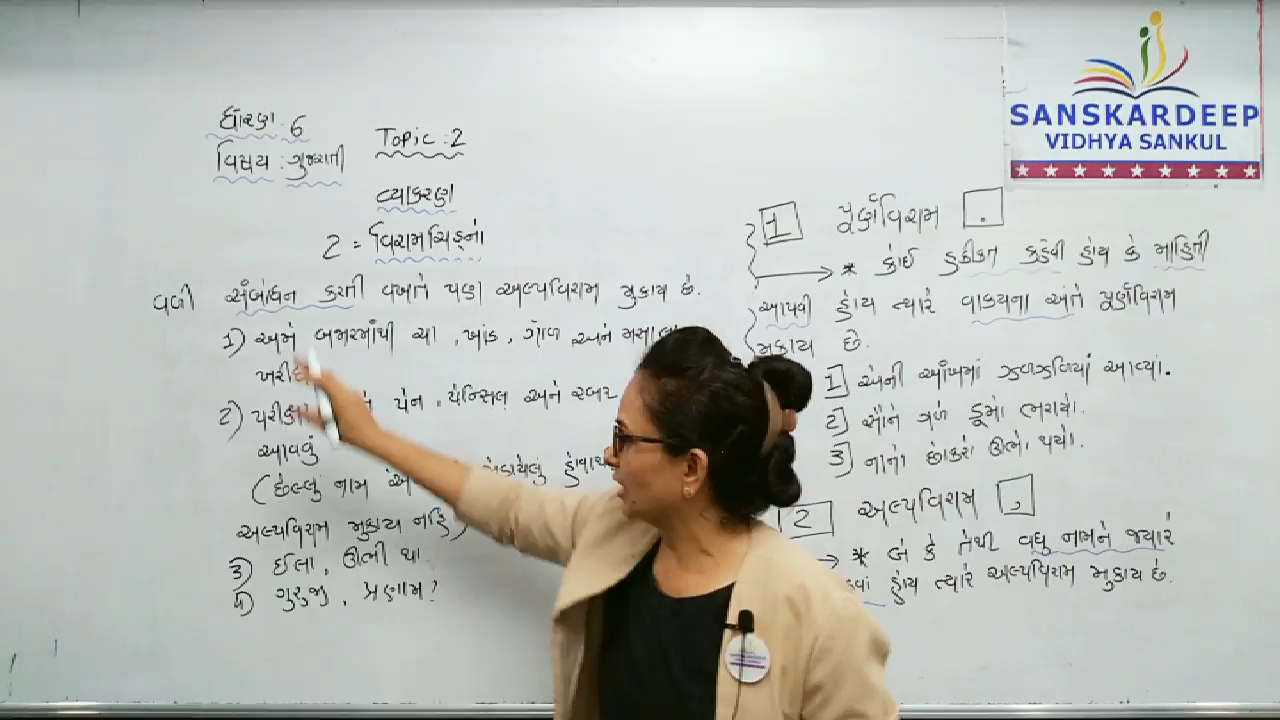 ધોરણ : 6
વિષય : ગુજરાતી
Topic : 2
વ્યાકરણ
2 = વિરામચિહ્નો
વળી સંબોધન કરતી વખતે પણ અલ્પવિરામ મુકાય છે.
1) અમે બજારમાંથી ચા , ખાંડ , ગોળ અને મસાલા
2) પેન , પેન્સિલ અને રબર
આવવું
(છેલ્લુ નામ
અલ્પવિરામ મુકાય નહિ)
3) ઈલા , ઊભી થા
4) ગુરુજી , પ્રણામ ?
1 પૂર્ણવિરામ .
* કોઈ હકીકત કહેવી હોય કે માહિતી
આપવી હોય ત્યારે વાક્યના અંતે પૂર્ણવિરામ
મુકાય છે.
1] એની આંખમાં ઝળઝળિયાં આવ્યાં.
2] સૌને ગળે ડૂમો ભરાયો.
3] નાનો છોકરો ઊભો થયો.
2 અલ્પવિરામ ,
* બે કે તેથી વધુ નામને જ્યારે
હોય ત્યારે અલ્પવિરામ મુકાય છે.
SANSKARDEEP
VIDHYA SANKUL